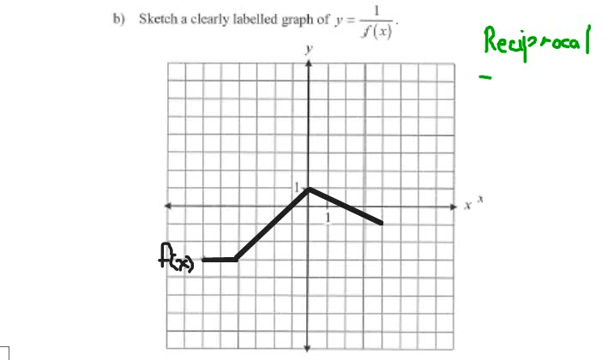 b) Sketch a clearly labelled graph of y = 1/f(x).
Reciprocal
y
1
x x
1
f(x)